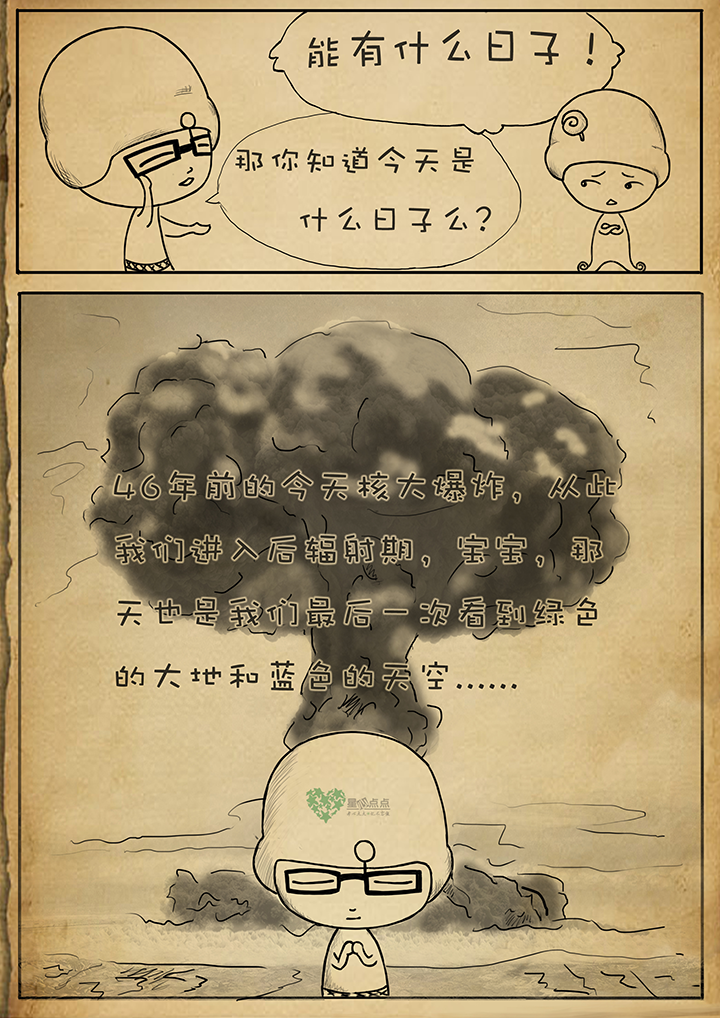 能有什么日子！
那你知道今天是
什么日子么？
46年前的今天核大爆炸，从此
我们进入后辐射期，宝宝，那
天也是我们最后一次看到绿色
的大地和蓝色的天空……
点点